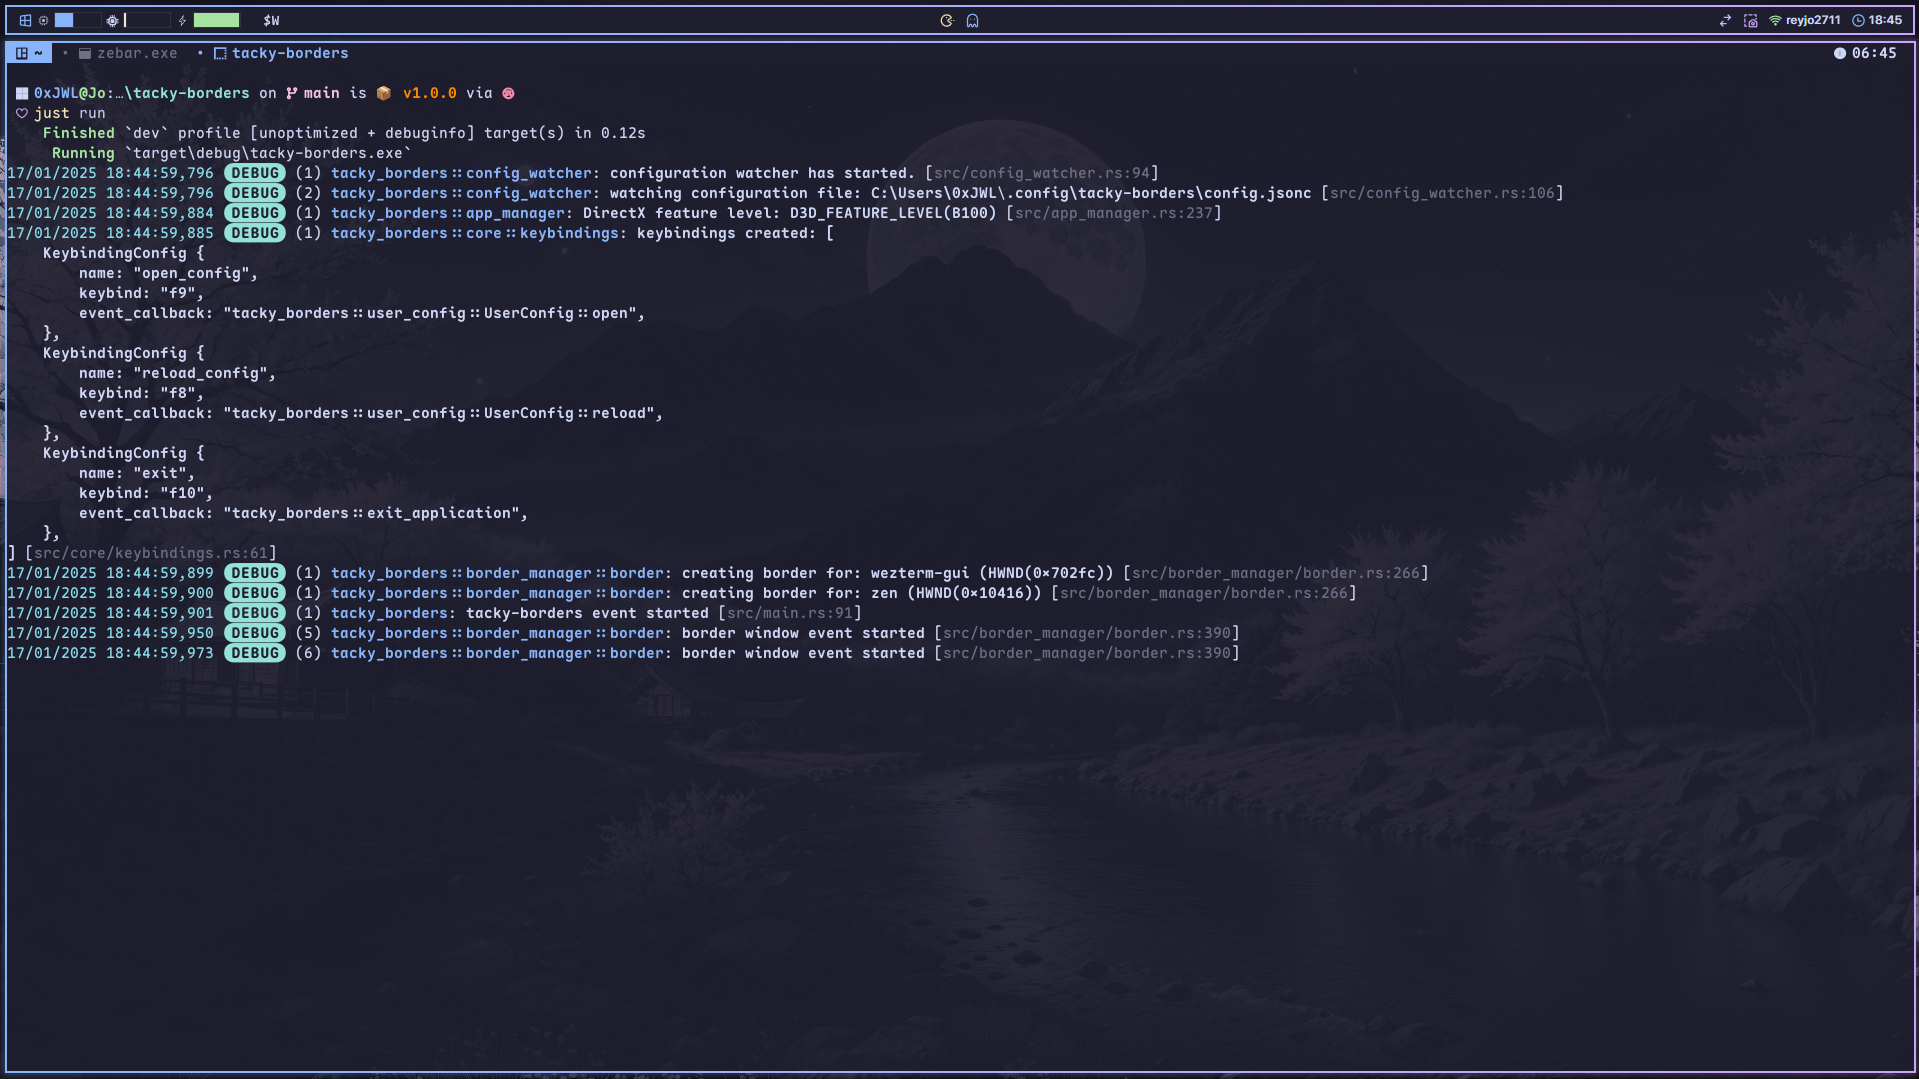 $W
reyjo2711 18:45
~ • zebar.exe • tacky-borders 06:45
0xJWL@Jo:…\tacky-borders on main is 📦 v1.0.0 via
just run
Finished `dev` profile [unoptimized + debuginfo] target(s) in 0.12s
Running `target\debug\tacky-borders.exe`
17/01/2025 18:44:59,796 DEBUG (1) tacky_borders::config_watcher: configuration watcher has started. [src/config_watcher.rs:94]
17/01/2025 18:44:59,796 DEBUG (2) tacky_borders::config_watcher: watching configuration file: C:\Users\0xJWL\.config\tacky-borders\config.jsonc [src/config_watcher.rs:106]
17/01/2025 18:44:59,884 DEBUG (1) tacky_borders::app_manager: DirectX feature level: D3D_FEATURE_LEVEL(B100) [src/app_manager.rs:237]
17/01/2025 18:44:59,885 DEBUG (1) tacky_borders::core::keybindings: keybindings created: [
KeybindingConfig {
name: "open_config",
keybind: "f9",
event_callback: "tacky_borders::user_config::UserConfig::open",
},
KeybindingConfig {
name: "reload_config",
keybind: "f8",
event_callback: "tacky_borders::user_config::UserConfig::reload",
},
KeybindingConfig {
name: "exit",
keybind: "f10",
event_callback: "tacky_borders::exit_application",
},
] [src/core/keybindings.rs:61]
17/01/2025 18:44:59,899 DEBUG (1) tacky_borders::border_manager::border: creating border for: wezterm-gui (HWND(0x702fc)) [src/border_manager/border.rs:266]
17/01/2025 18:44:59,900 DEBUG (1) tacky_borders::border_manager::border: creating border for: zen (HWND(0x10416)) [src/border_manager/border.rs:266]
17/01/2025 18:44:59,901 DEBUG (1) tacky_borders: tacky-borders event started [src/main.rs:91]
17/01/2025 18:44:59,950 DEBUG (5) tacky_borders::border_manager::border: border window event started [src/border_manager/border.rs:390]
17/01/2025 18:44:59,973 DEBUG (6) tacky_borders::border_manager::border: border window event started [src/border_manager/border.rs:390]